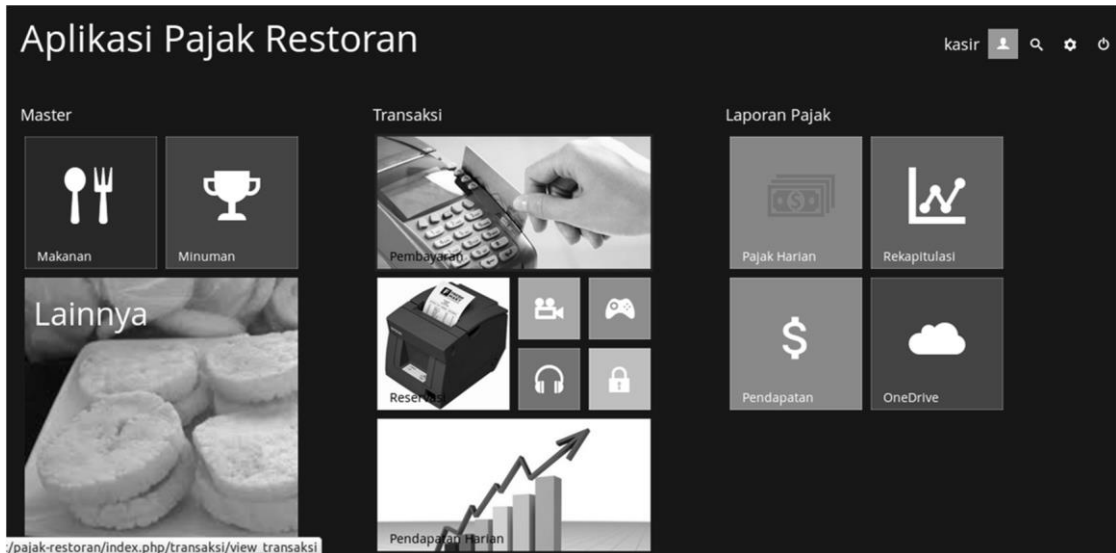 Aplikasi Pajak Restoran
kasir
Master
Transaksi
Laporan Pajak
Makanan
Minuman
Pembayaran
Pajak Harian
Rekapitulasi
Lainnya
Reservasi
Pendapatan
OneDrive
Pendapatan Harian
:/pajak-restoran/index.php/transaksi/view_transaksi